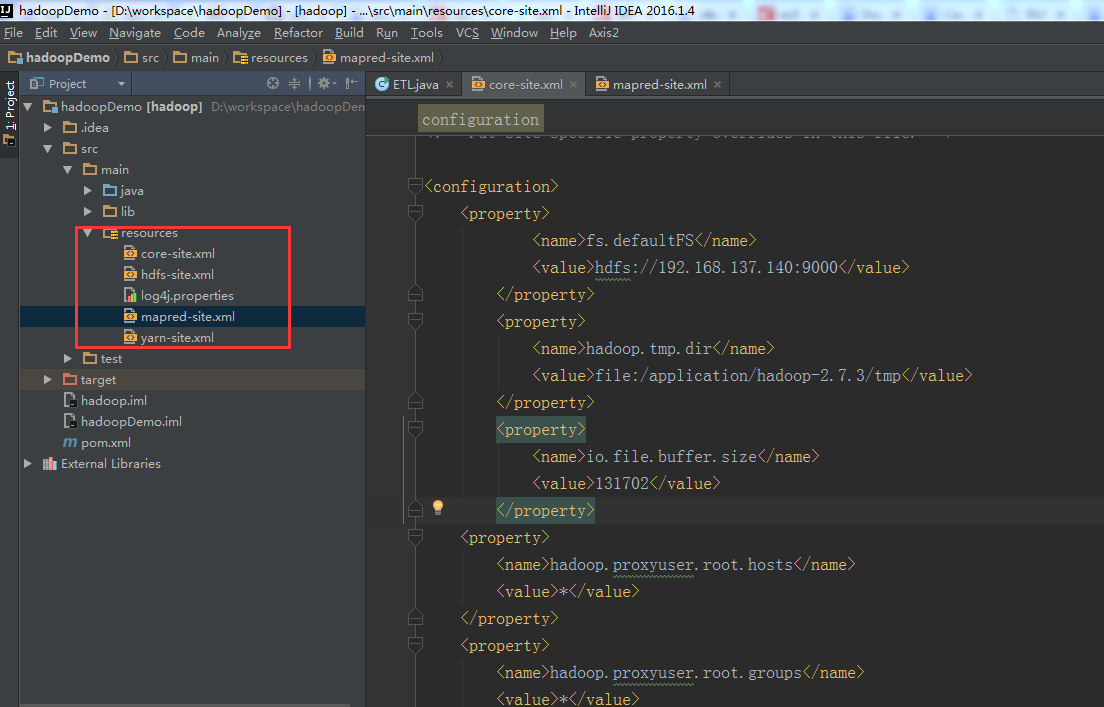 hadoopDemo - [D:\workspace\hadoopDemo] - [hadoop] - ...\src\main\resources\core-site.xml - IntelliJ IDEA 2016.1.4
File Edit View Navigate Code Analyze Refactor Build Run Tools VCS Window Help Axis2
hadoopDemo src main resources mapred-site.xml
1: Project
Project
hadoopDemo [hadoop] D:\workspace\hadoopDem
.idea
src
main
java
lib
resources
core-site.xml
hdfs-site.xml
log4j.properties
mapred-site.xml
yarn-site.xml
test
target
hadoop.iml
hadoopDemo.iml
pom.xml
External Libraries
ETL.java core-site.xml mapred-site.xml
configuration
<configuration>
<property>
<name>fs.defaultFS</name>
<value>hdfs://192.168.137.140:9000</value>
</property>
<property>
<name>hadoop.tmp.dir</name>
<value>file:/application/hadoop-2.7.3/tmp</value>
</property>
<property>
<name>io.file.buffer.size</name>
<value>131702</value>
</property>
<property>
<name>hadoop.proxyuser.root.hosts</name>
<value>*</value>
</property>
<property>
<name>hadoop.proxyuser.root.groups</name>
<value>*</value>